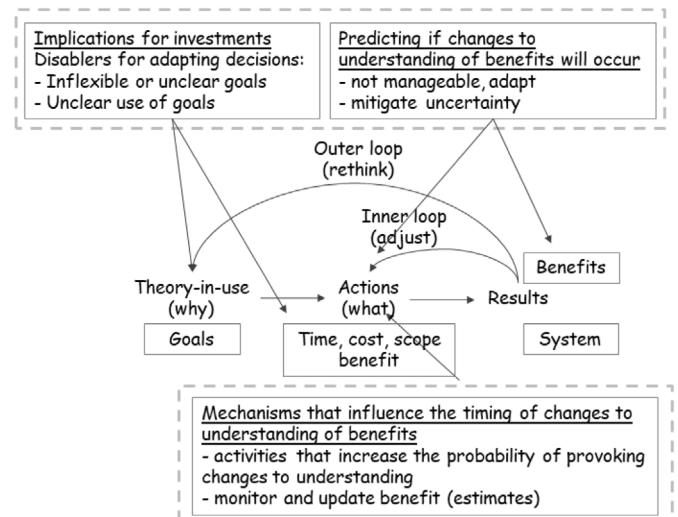 Implications for investments
Disablers for adapting decisions:
- Inflexible or unclear goals
- Unclear use of goals
Predicting if changes to
understanding of benefits will occur
- not manageable, adapt
- mitigate uncertainty
Outer loop
(rethink)
Inner loop
(adjust)
Benefits
Theory-in-use
(why)
Actions
(what)
Results
Goals
Time, cost, scope
benefit
System
Mechanisms that influence the timing of changes to
understanding of benefits
- activities that increase the probability of provoking
changes to understanding
- monitor and update benefit (estimates)